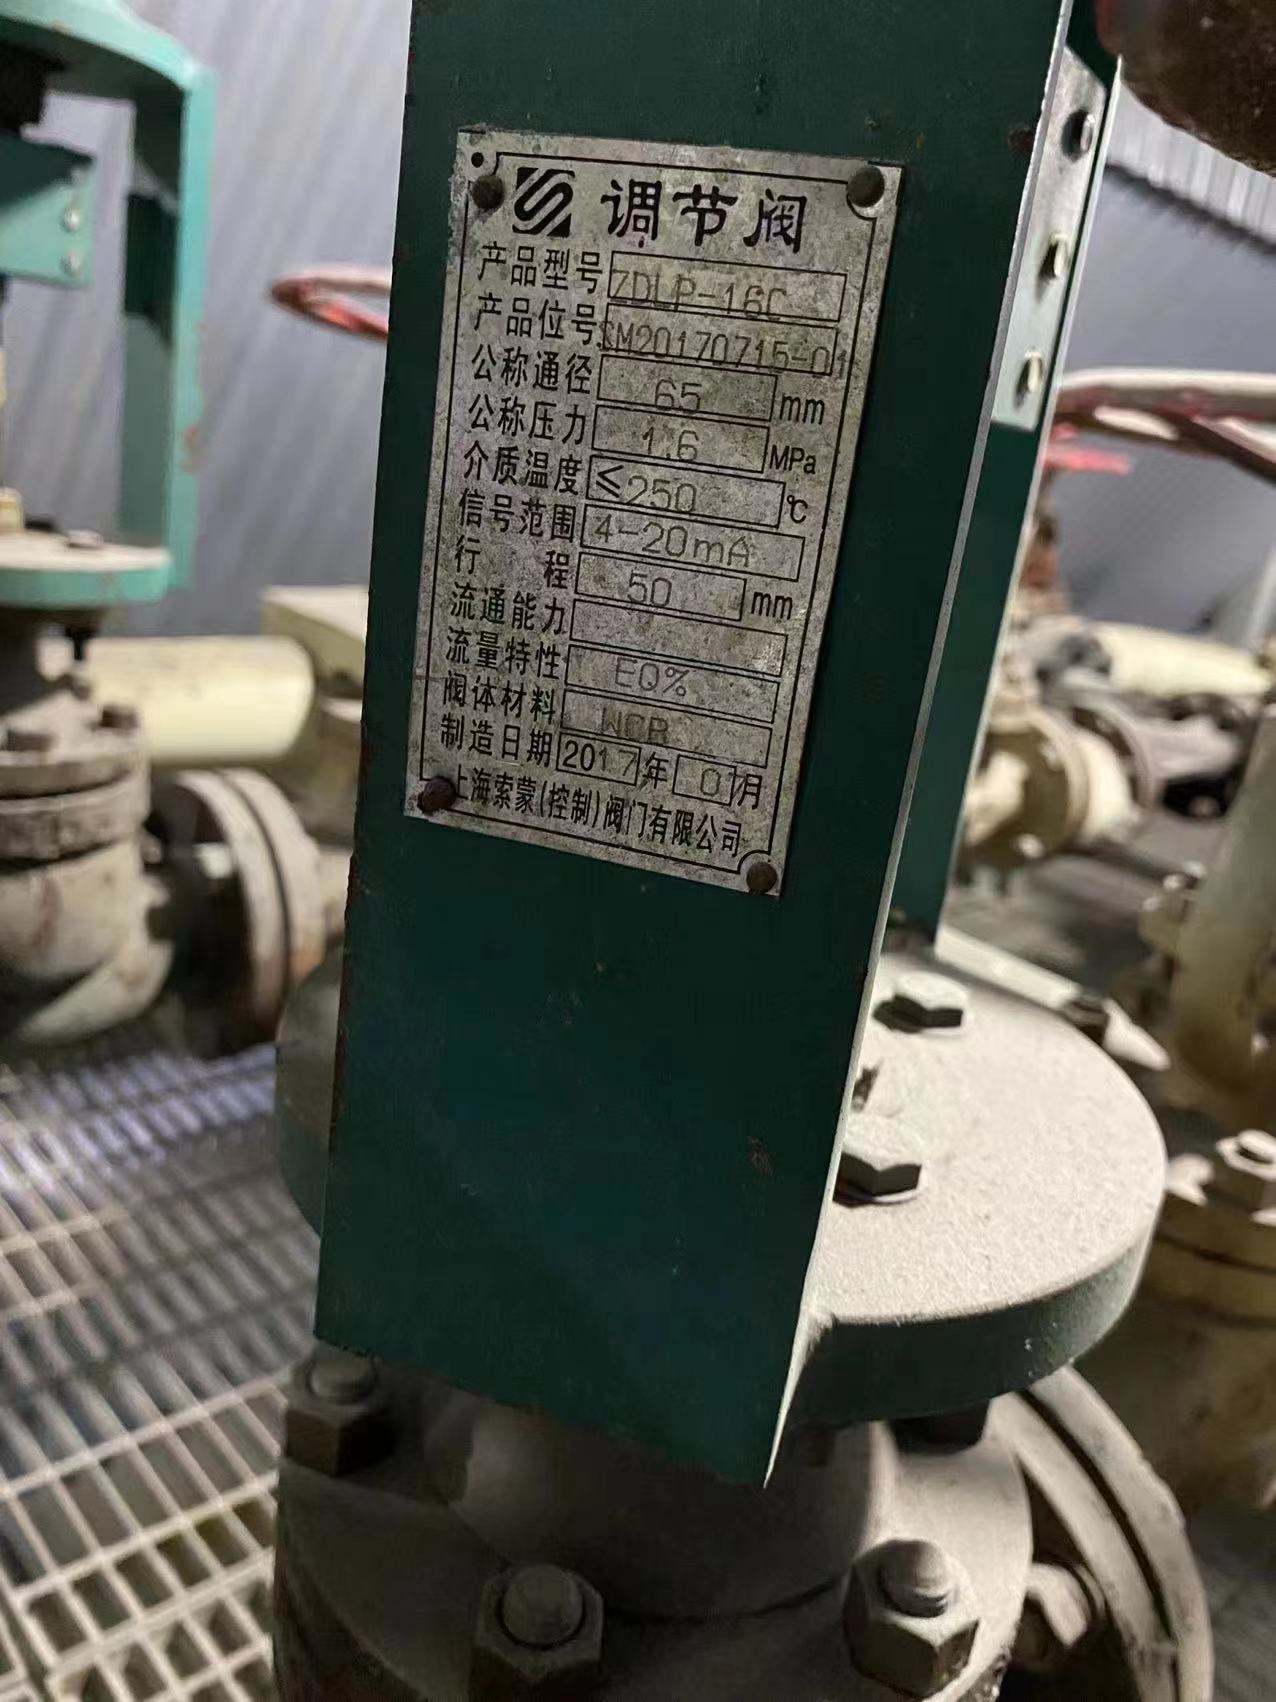 调节阀
产品型号 ZDLP-16C
产品位号 SM20170715-01
公称通径 65 mm
公称压力 1.6 MPa
介质温度 ≤250 ℃
信号范围 4-20mA
行程 50 mm
流通能力
流量特性 EQ%
阀体材料 WCB
制造日期 2017年 07月
上海索蒙(控制)阀门有限公司